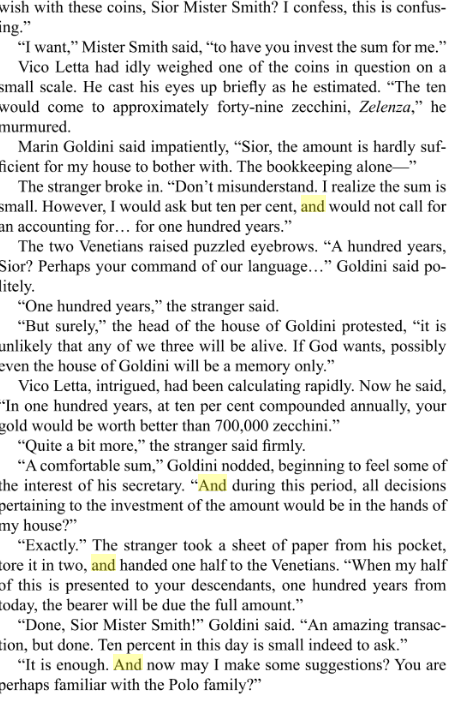 wish with these coins, Sior Mister Smith? I confess, this is confus-
ing.”
“I want,” Mister Smith said, “to have you invest the sum for me.”
Vico Letta had idly weighed one of the coins in question on a
small scale. He cast his eyes up briefly as he estimated. “The ten
would come to approximately forty-nine zecchini, Zelenza,” he
murmured.
Marin Goldini said impatiently, “Sior, the amount is hardly suf-
ficient for my house to bother with. The bookkeeping alone—”
The stranger broke in. “Don’t misunderstand. I realize the sum is
small. However, I would ask but ten per cent, and would not call for
an accounting for… for one hundred years.”
The two Venetians raised puzzled eyebrows. “A hundred years,
Sior? Perhaps your command of our language…” Goldini said po-
litely.
“One hundred years,” the stranger said.
“But surely,” the head of the house of Goldini protested, “it is
unlikely that any of we three will be alive. If God wants, possibly
even the house of Goldini will be a memory only.”
Vico Letta, intrigued, had been calculating rapidly. Now he said,
“In one hundred years, at ten per cent compounded annually, your
gold would be worth better than 700,000 zecchini.”
“Quite a bit more,” the stranger said firmly.
“A comfortable sum,” Goldini nodded, beginning to feel some of
the interest of his secretary. “And during this period, all decisions
pertaining to the investment of the amount would be in the hands of
my house?”
“Exactly.” The stranger took a sheet of paper from his pocket,
tore it in two, and handed one half to the Venetians. “When my half
of this is presented to your descendants, one hundred years from
today, the bearer will be due the full amount.”
“Done, Sior Mister Smith!” Goldini said. “An amazing transac-
tion, but done. Ten percent in this day is small indeed to ask.”
“It is enough. And now may I make some suggestions? You are
perhaps familiar with the Polo family?”